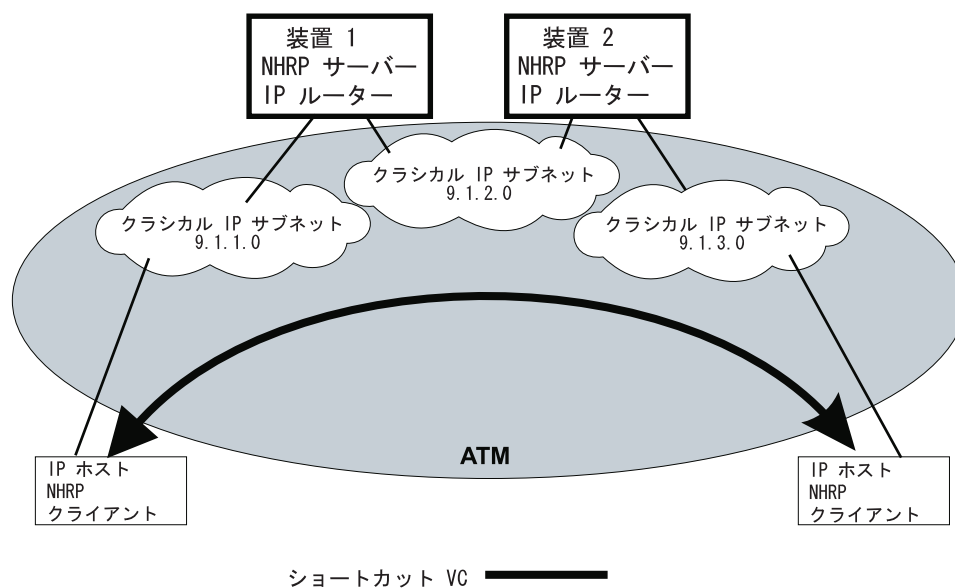 装置 1
NHRP サーバー
IP ルーター
装置 2
NHRP サーバー
IP ルーター
クラシカル IP サブネット
9.1.2.0
クラシカル IP サブネット
9.1.1.0
クラシカル IP サブネット
9.1.3.0
ATM
IP ホスト
NHRP
クライアント
IP ホスト
NHRP
クライアント
ショートカット VC